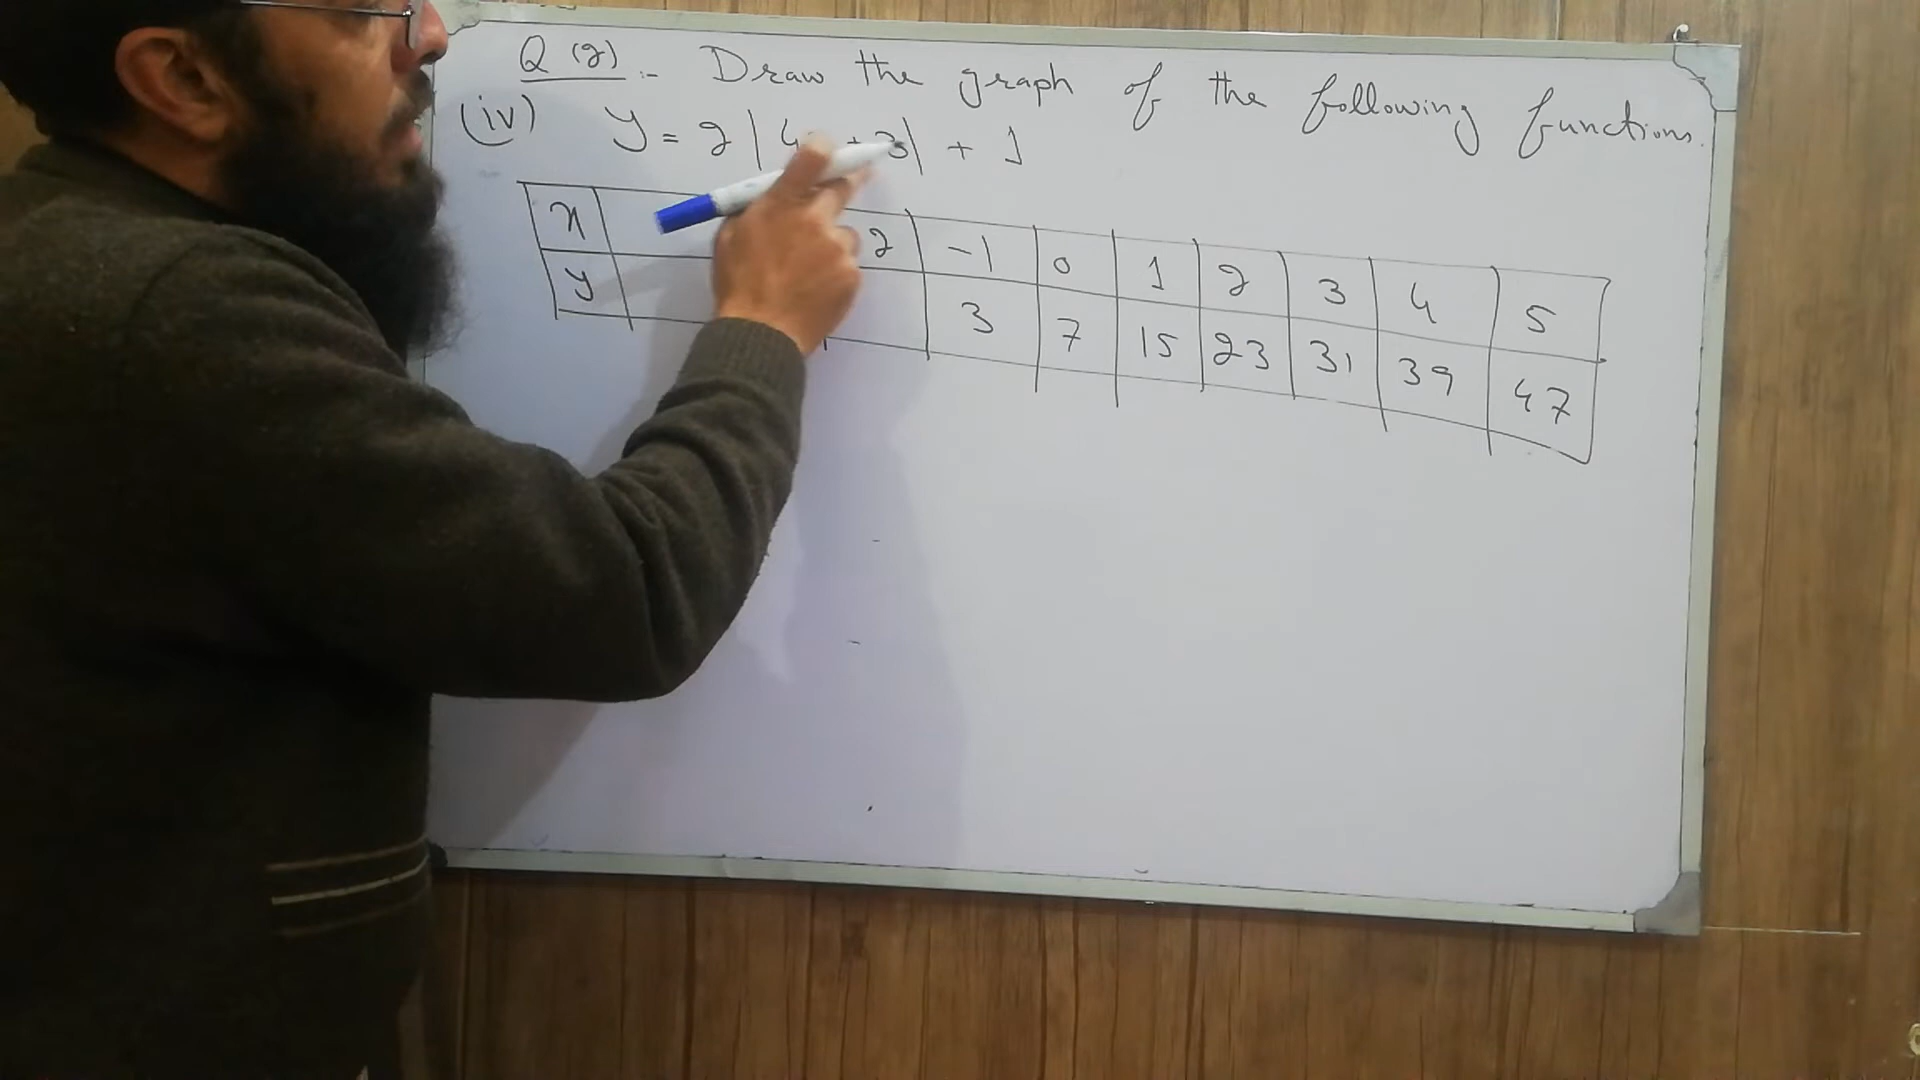 Q (2) :- Draw the graph of the following functions.
(iv) y = 2 | 4 + 3 | + 1
x 2 -1 0 1 2 3 4 5
y 3 7 15 23 31 39 47